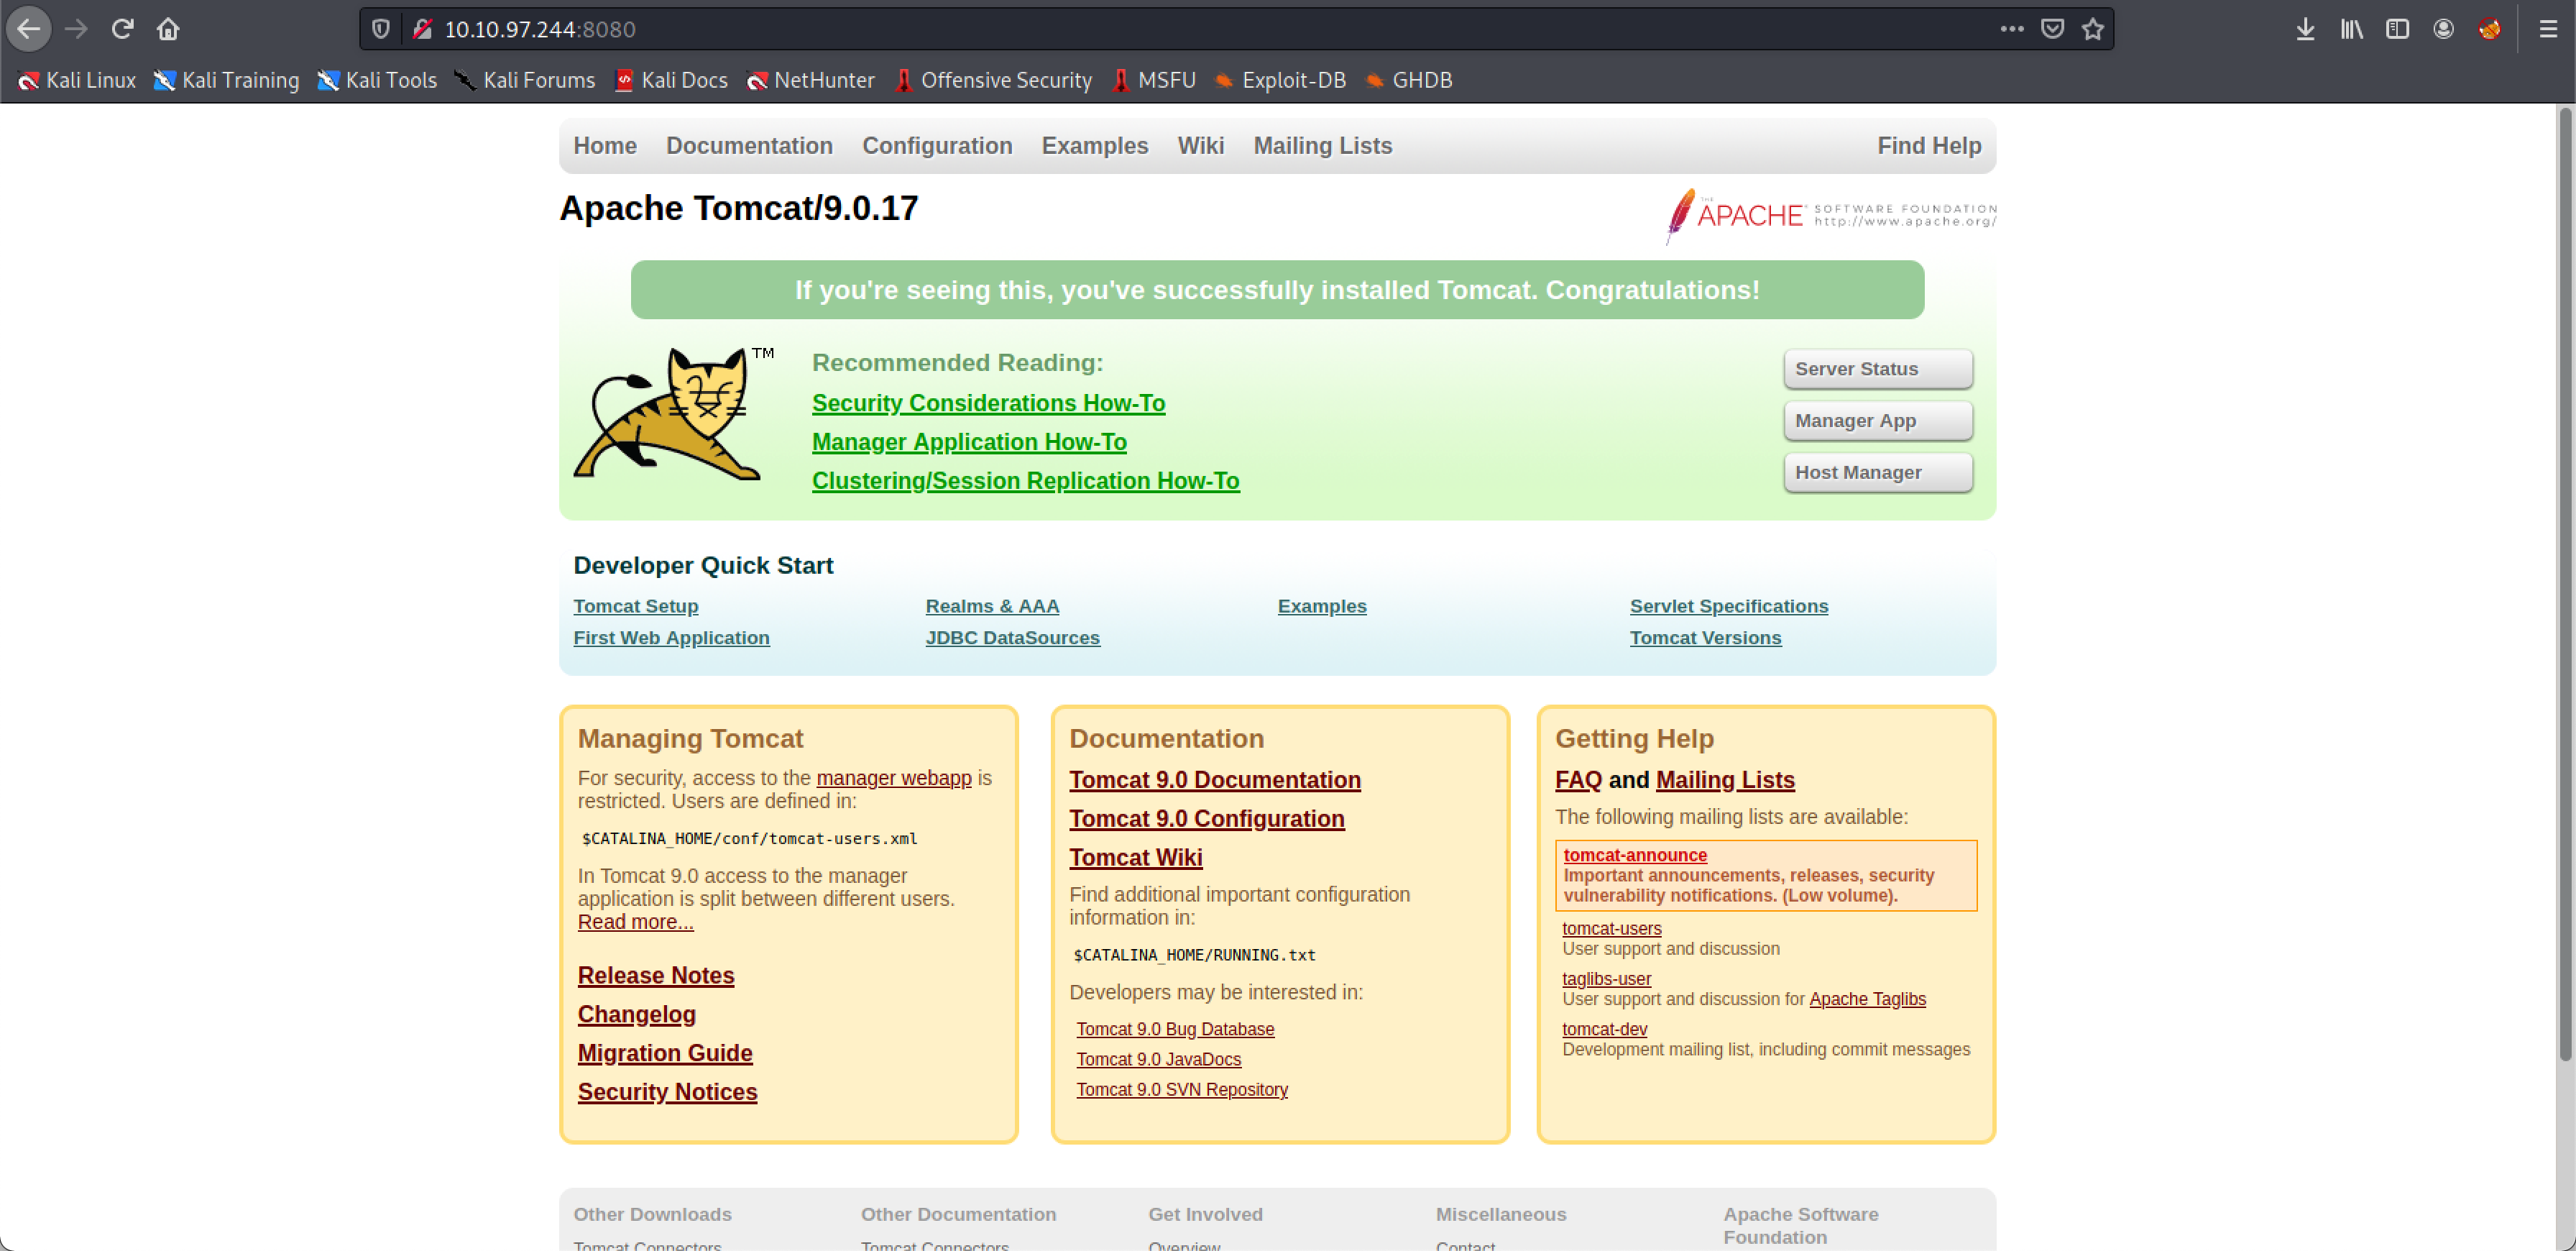 10.10.97.244:8080
Kali Linux Kali Training Kali Tools Kali Forums Kali Docs NetHunter Offensive Security MSFU Exploit-DB GHDB
Home Documentation Configuration Examples Wiki Mailing Lists Find Help
Apache Tomcat/9.0.17
THE
APACHE SOFTWARE FOUNDATION
http://www.apache.org/
If you're seeing this, you've successfully installed Tomcat. Congratulations!
TM
Recommended Reading:
Security Considerations How-To
Manager Application How-To
Clustering/Session Replication How-To
Server Status
Manager App
Host Manager
Developer Quick Start
Tomcat Setup
First Web Application
Realms & AAA
JDBC DataSources
Examples
Servlet Specifications
Tomcat Versions
Managing Tomcat
For security, access to the manager webapp is
restricted. Users are defined in:
$CATALINA_HOME/conf/tomcat-users.xml
In Tomcat 9.0 access to the manager
application is split between different users.
Read more...
Release Notes
Changelog
Migration Guide
Security Notices
Documentation
Tomcat 9.0 Documentation
Tomcat 9.0 Configuration
Tomcat Wiki
Find additional important configuration
information in:
$CATALINA_HOME/RUNNING.txt
Developers may be interested in:
Tomcat 9.0 Bug Database
Tomcat 9.0 JavaDocs
Tomcat 9.0 SVN Repository
Getting Help
FAQ and Mailing Lists
The following mailing lists are available:
tomcat-announce
Important announcements, releases, security
vulnerability notifications. (Low volume).
tomcat-users
User support and discussion
taglibs-user
User support and discussion for Apache Taglibs
tomcat-dev
Development mailing list, including commit messages
Other Downloads
Tomcat Connectors
Other Documentation
Tomcat Connectors
Get Involved
Overview
Miscellaneous
Contact
Apache Software
Foundation